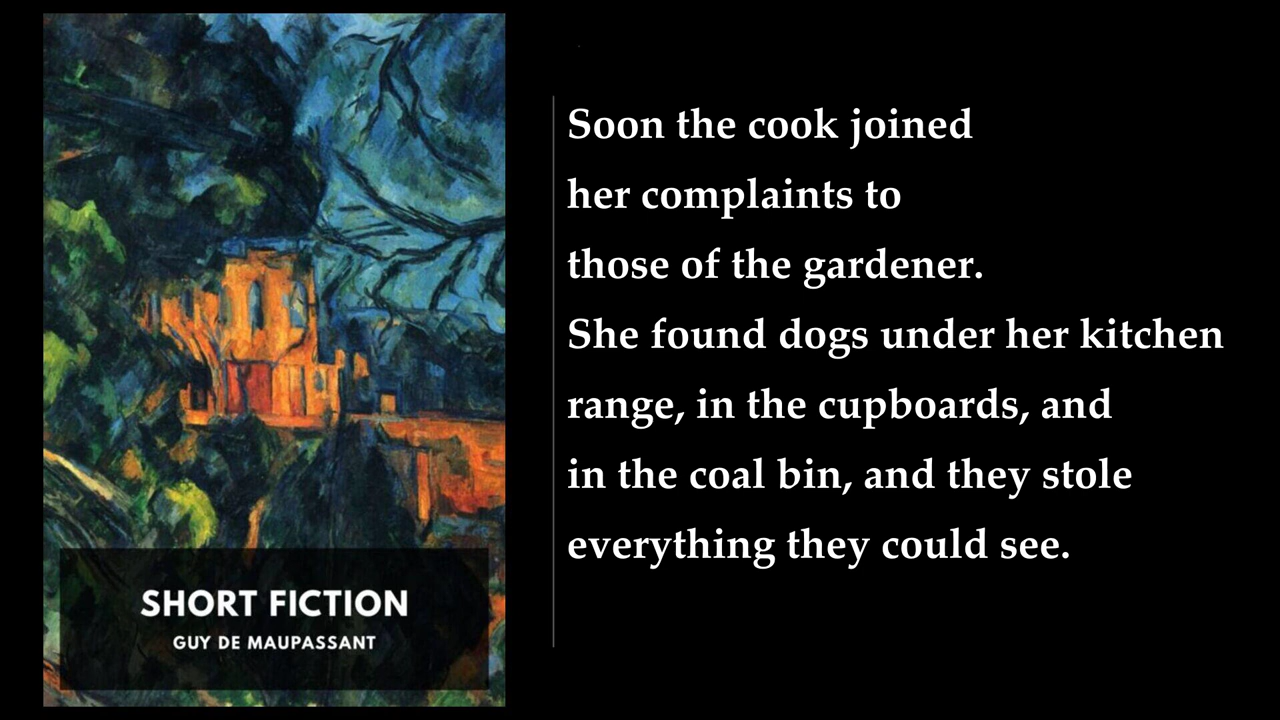 SHORT FICTION
GUY DE MAUPASSANT
Soon the cook joined
her complaints to
those of the gardener.
She found dogs under her kitchen
range, in the cupboards, and
in the coal bin, and they stole
everything they could see.